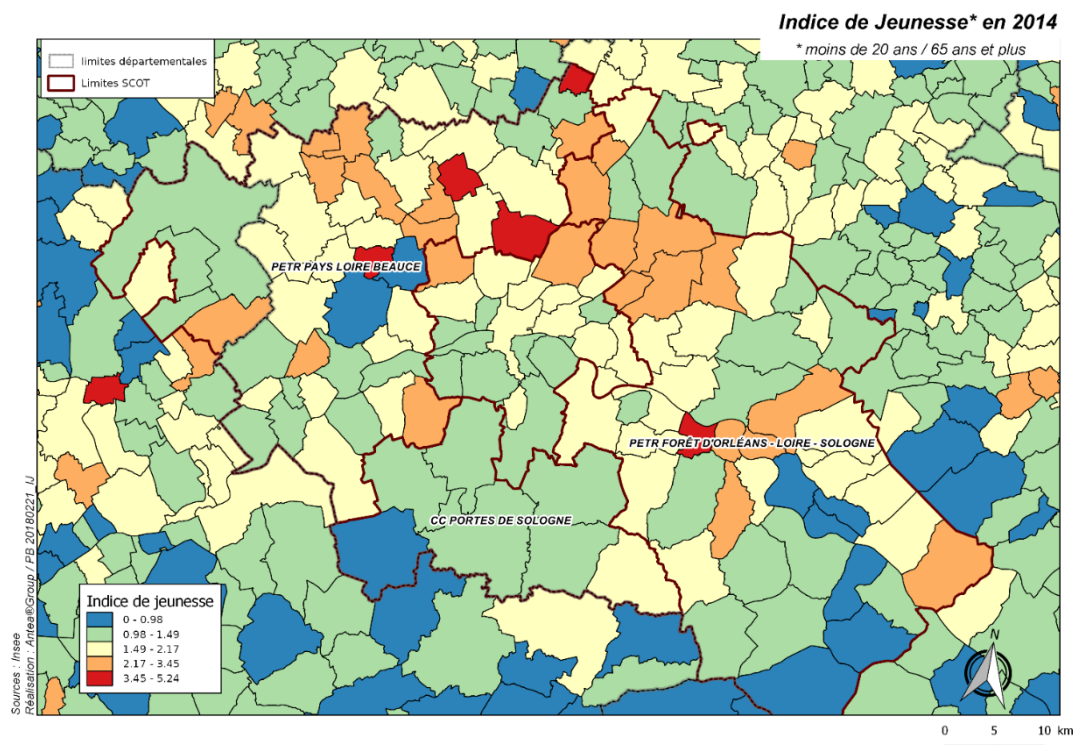 Indice de Jeunesse* en 2014
* moins de 20 ans / 65 ans et plus
limites départementales
Limites SCOT
PETR PAYS LOIRE BEAUCE
PETR FORÊT D'ORLÉANS - LOIRE - SOLOGNE
CC PORTES DE SOLOGNE
Indice de jeunesse
0 - 0.98
0.98 - 1.49
1.49 - 2.17
2.17 - 3.45
3.45 - 5.24
Sources : Insee
Réalisation : Antea®Group / PB 20180221_IJ
N
0 5 10 km